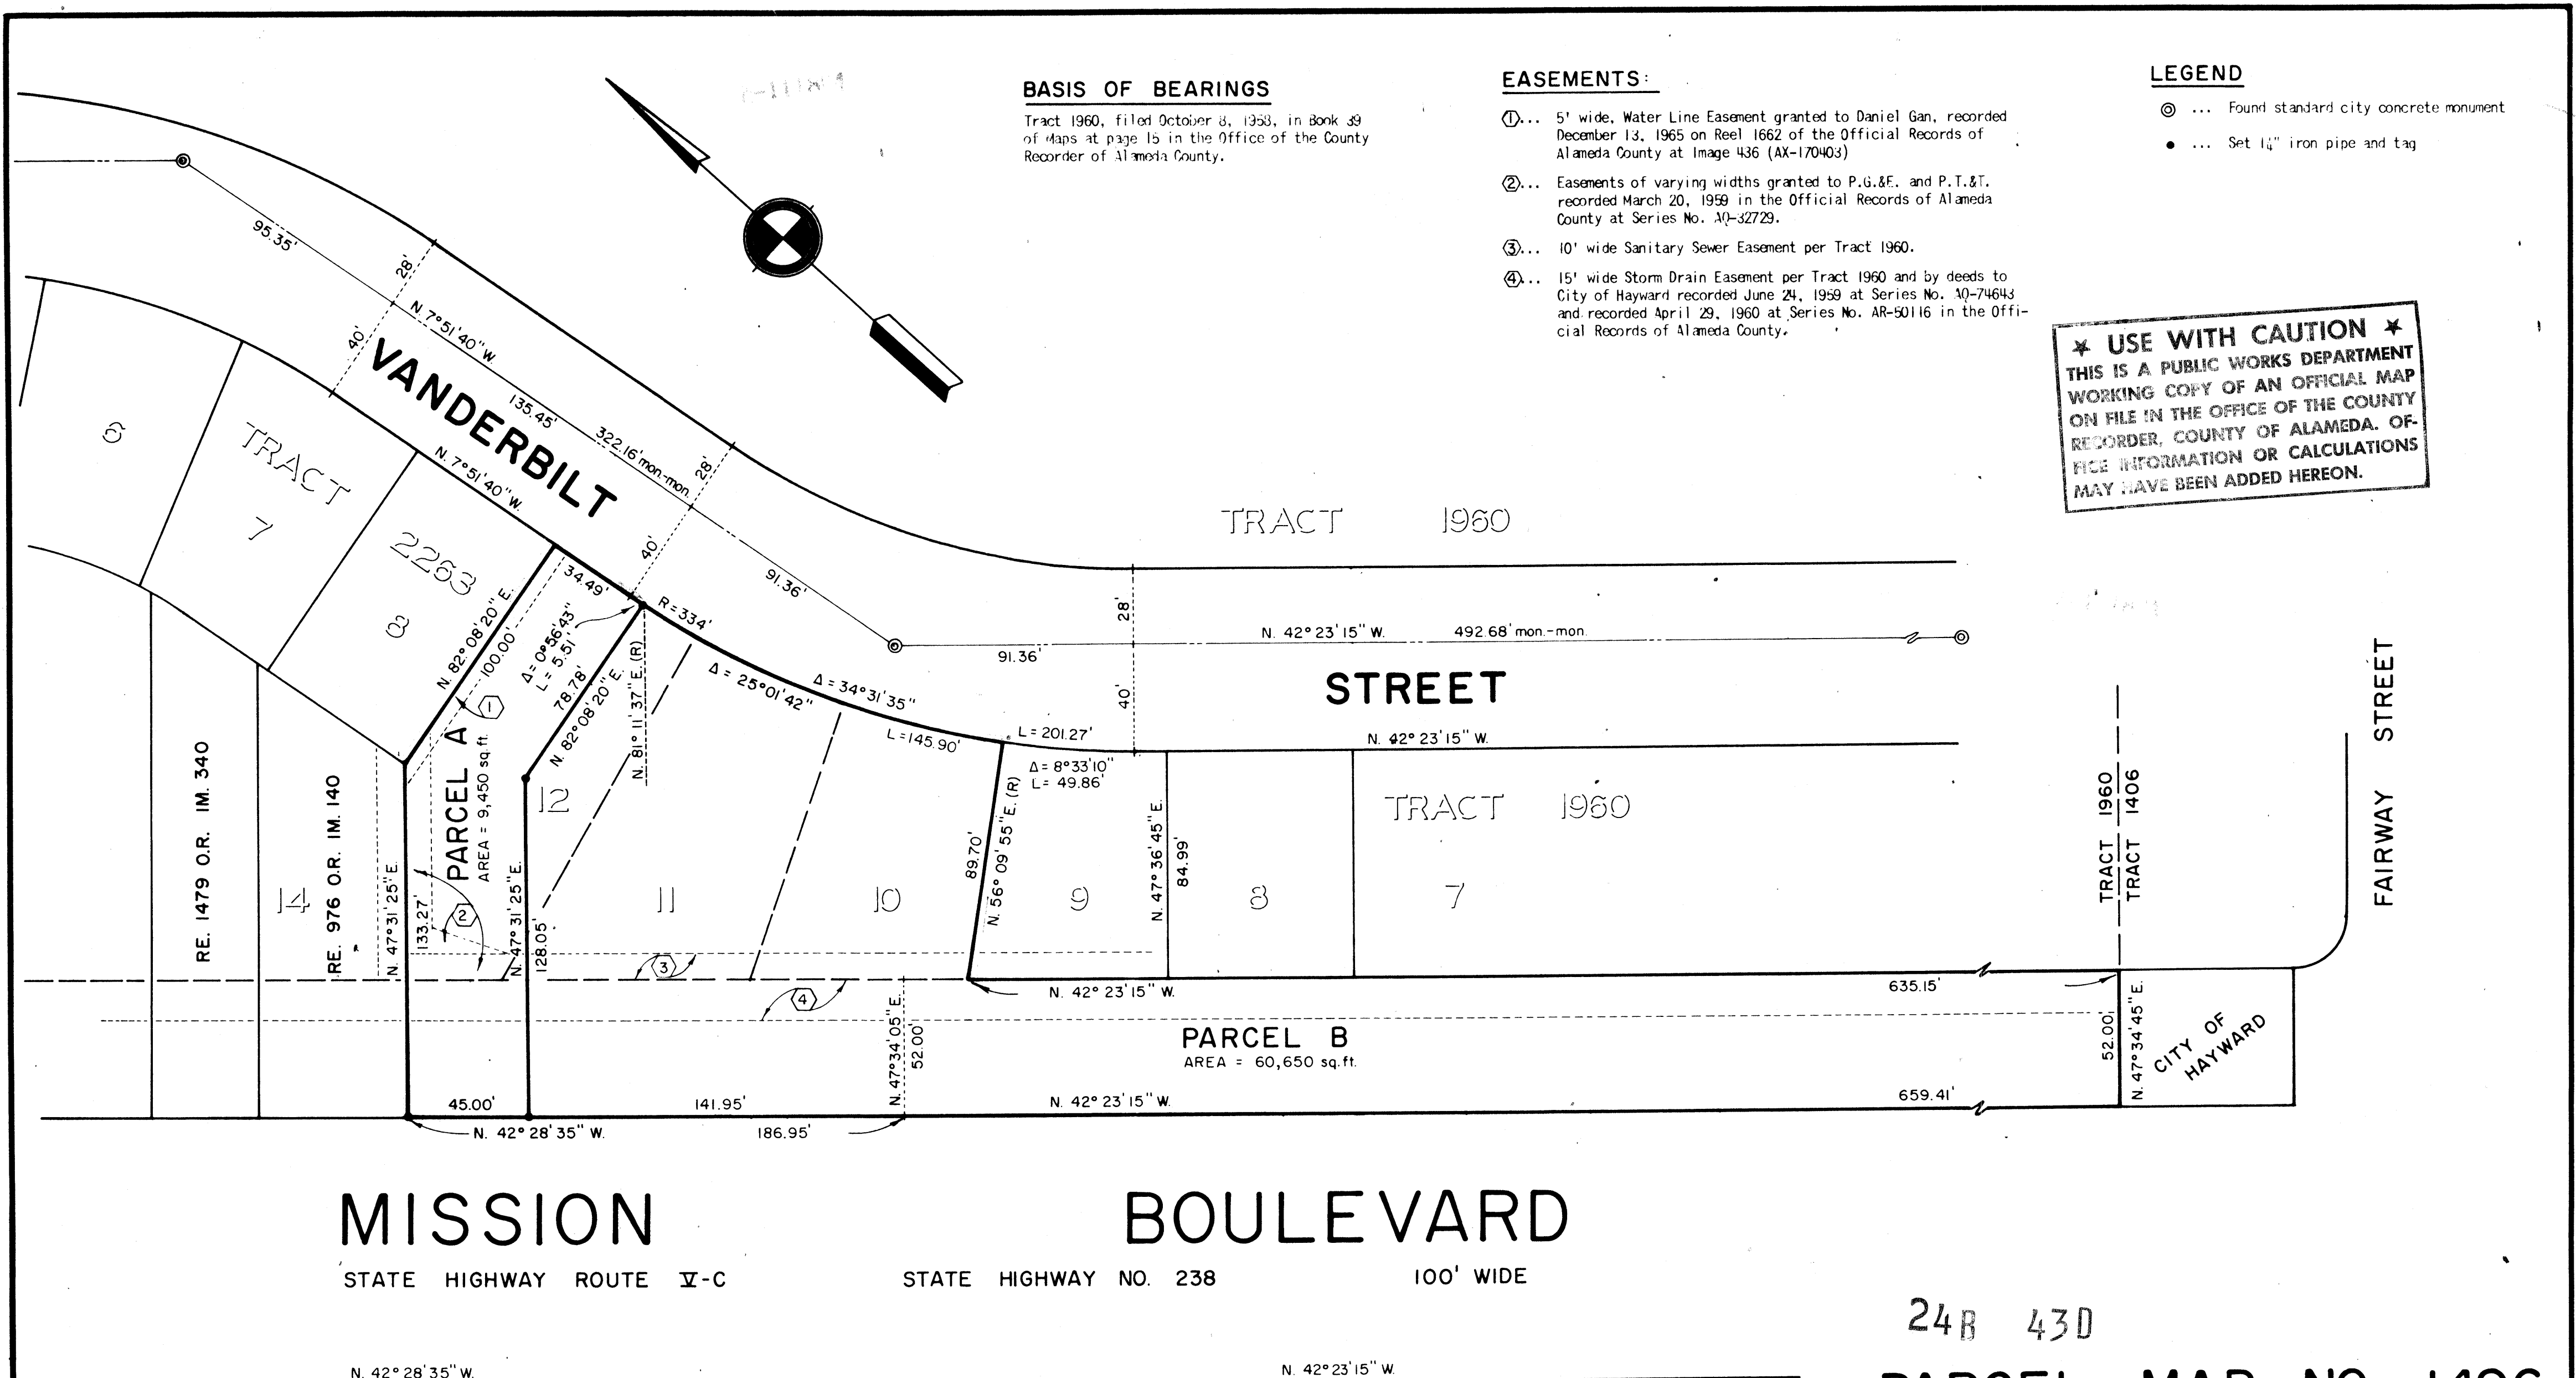 BASIS OF BEARINGS
Tract 1960, filed October 8, 1958, in Book 39
of Maps at page 15 in the Office of the County
Recorder of Alameda County.
EASEMENTS:
1... 5' wide, Water Line Easement granted to Daniel Gan, recorded
December 13, 1965 on Reel 1662 of the Official Records of
Alameda County at Image 436 (AX-170403)
2... Easements of varying widths granted to P.G.&E. and P.T.&T.
recorded March 20, 1959 in the Official Records of Alameda
County at Series No. AQ-32729.
3... 10' wide Sanitary Sewer Easement per Tract 1960.
4... 15' wide Storm Drain Easement per Tract 1960 and by deeds to
City of Hayward recorded June 24, 1959 at Series No. AQ-74643
and recorded April 29, 1960 at Series No. AR-50116 in the Offi-
cial Records of Alameda County.
LEGEND
... Found standard city concrete monument
... Set 1¼" iron pipe and tag
★ USE WITH CAUTION ★
THIS IS A PUBLIC WORKS DEPARTMENT
WORKING COPY OF AN OFFICIAL MAP
ON FILE IN THE OFFICE OF THE COUNTY
RECORDER, COUNTY OF ALAMEDA. OF-
FICE INFORMATION OR CALCULATIONS
MAY HAVE BEEN ADDED HEREON.
95.35'
28'
40'
N. 7°51'40" W.
135.45'
322.16' mon.-mon.
28'
40'
91.36'
VANDERBILT
N. 7°51'40" W.
6
TRACT
7
2263
8
34.49'
R=334'
N. 82°08'20" E.
100.00'
Δ= 0°56'43"
L= 5.51'
78.78'
N. 82°08'20" E.
N. 81°11'37" E. (R)
Δ = 25°01'42"
Δ = 34°31'35"
L=145.90'
L= 201.27'
Δ= 8°33'10"
L= 49.86'
TRACT 1960
28'
N. 42°23'15" W. 492.68' mon.-mon.
91.36'
40'
STREET
N. 42°23'15" W.
TRACT 1960
FAIRWAY STREET
TRACT 1960
TRACT 1406
RE. 1479 O.R. IM. 340
14
RE. 976 O.R. IM. 140
N. 47°31'25" E.
133.27'
1
PARCEL A
AREA = 9,450 sq.ft.
2
N. 47°31'25" E.
128.05'
12
11
10
89.70'
N. 56°09'55" E. (R)
9
N. 47°36'45" E.
84.99'
8
7
3
4
N. 42°23'15" W.
635.15'
N. 47°34'05" E.
52.00'
PARCEL B
AREA = 60,650 sq.ft.
52.00'
N. 47°34'45" E.
CITY OF
HAYWARD
45.00'
141.95'
N. 42°23'15" W.
659.41'
N. 42°28'35" W.
186.95'
MISSION BOULEVARD
STATE HIGHWAY ROUTE V-C STATE HIGHWAY NO. 238 100' WIDE
24B 43D
N. 42°28'35" W.
N. 42°23'15" W.
PARCEL MAP NO. 1496